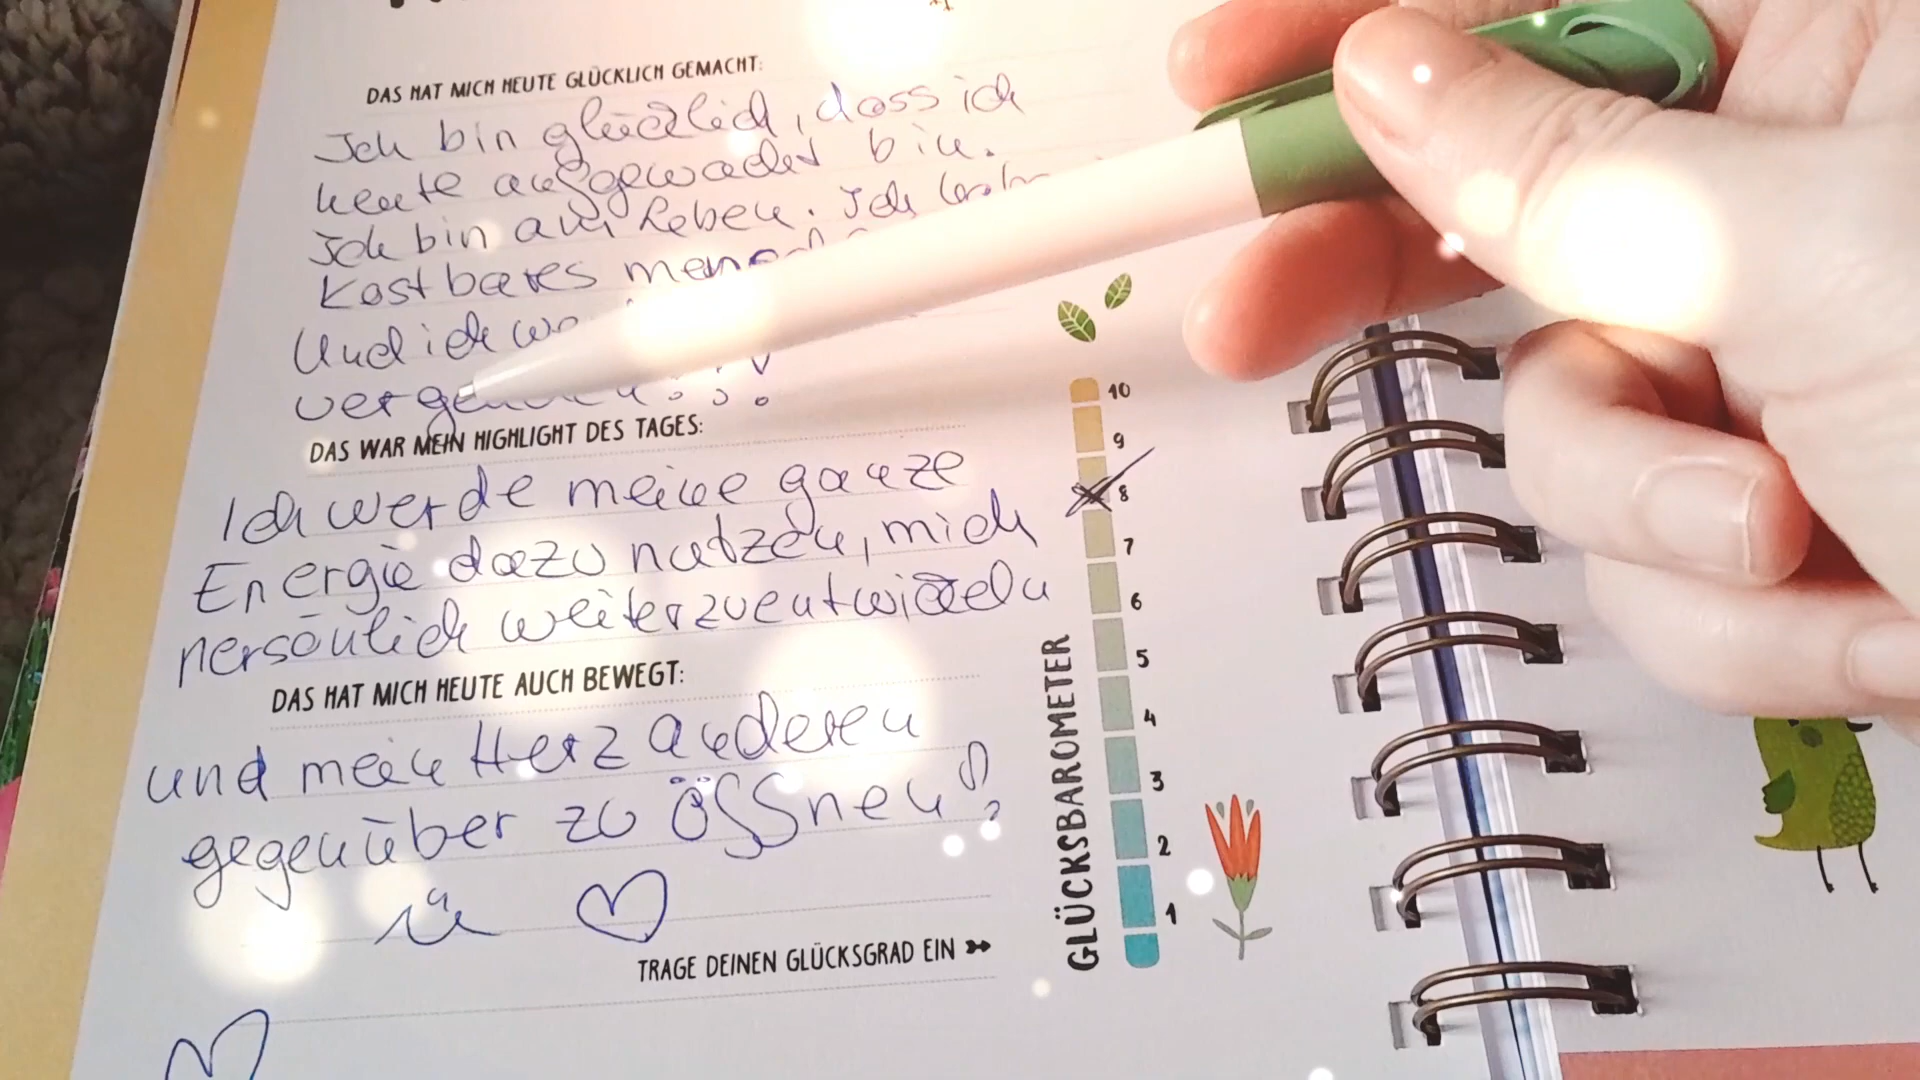 DAS HAT MICH HEUTE GLÜCKLICH GEMACHT:
Ich bin glücklich, dass ich
heute aufgewacht bin.
Ich bin am Leben. Ich
kostbares
Und ich
DAS WAR MEIN HIGHLIGHT DES TAGES:
Ich werde meine ganze
Energie dazu nutzen, mich
persönlich weiterzuentwickeln
DAS HAT MICH HEUTE AUCH BEWEGT:
und mein Herz anderen
gegenüber zu öffnen!
TRAGE DEINEN GLÜCKSGRAD EIN
GLÜCKSBAROMETER
10
9
8
7
6
5
4
3
2
1